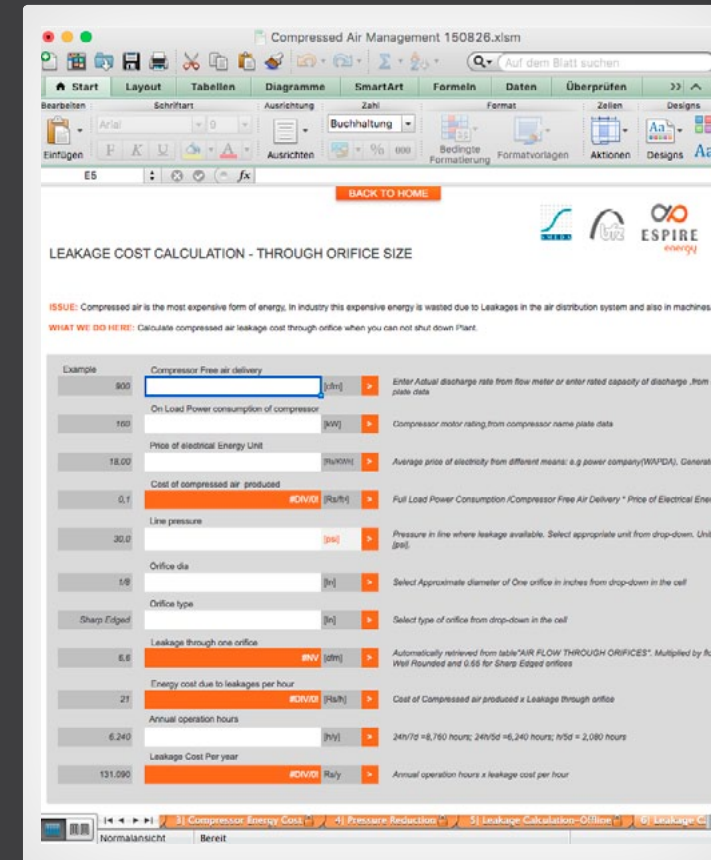 Compressed Air Management 150826.xlsm
Auf dem Blatt suchen
Start Layout Tabellen Diagramme SmartArt Formeln Daten Überprüfen
Bearbeiten Schriftart Ausrichtung Zahl Format Zellen Designs
Arial 9 Buchhaltung
F K U A % 000
Einfügen Ausrichten Bedingte Formatierung Formatvorlagen Aktionen Designs Aa
E5 fx
BACK TO HOME
SMEDA bfz ESPIRE
energy
LEAKAGE COST CALCULATION - THROUGH ORIFICE SIZE
ISSUE: Compressed air is the most expensive form of energy, In industry this expensive energy is wasted due to Leakages in the air distribution system and also in machines
WHAT WE DO HERE: Calculate compressed air leakage cost through orifice when you can not shut down Plant.
Example Compressor Free air delivery
900 [cfm] > Enter Actual discharge rate from flow meter or enter rated capacity of discharge ,from
plate data
On Load Power consumption of compressor
160 [kW] > Compressor motor rating,from compressor name plate data
Price of electrical Energy Unit
18,00 [Rs/KWh] > Average price of electricity from different means: e.g power company(WAPDA), Generat
Cost of compressed air produced
0,1 #DIV/0! [Rs/ft³] > Full Load Power Consumption /Compressor Free Air Delivery * Price of Electrical Ener
Line pressure
30,0 [psi] > Pressure in line where leakage available. Select appropriate unit from drop-down. Unit
[psi].
Orifice dia
1/8 [In] > Select Approximate diameter of One orifice in inches from drop-down in the cell
Orifice type
Sharp Edged [In] > Select type of orifice from drop-down in the cell
Leakage through one orifice
6,6 #NV [cfm] > Automatically retrieved from table"AIR FLOW THROUGH ORIFICES". Multiplied by
Well Rounded and 0.65 for Sharp Edged orifices
Energy cost due to leakages per hour
21 #DIV/0! [Rs/h] > Cost of Compressed air produced x Leakage through orifice
Annual operation hours
6.240 [h/y] > 24h/7d =8,760 hours; 24h/5d =6,240 hours; h/5d = 2,080 hours
Leakage Cost Per year
131.090 #DIV/0! Rs/y > Annual operation hours x leakage cost per hour
3| Compressor Energy Cost 4| Pressure Reduction 5| Leakage Calculation-Offline 6| Leakage C
Normalansicht Bereit